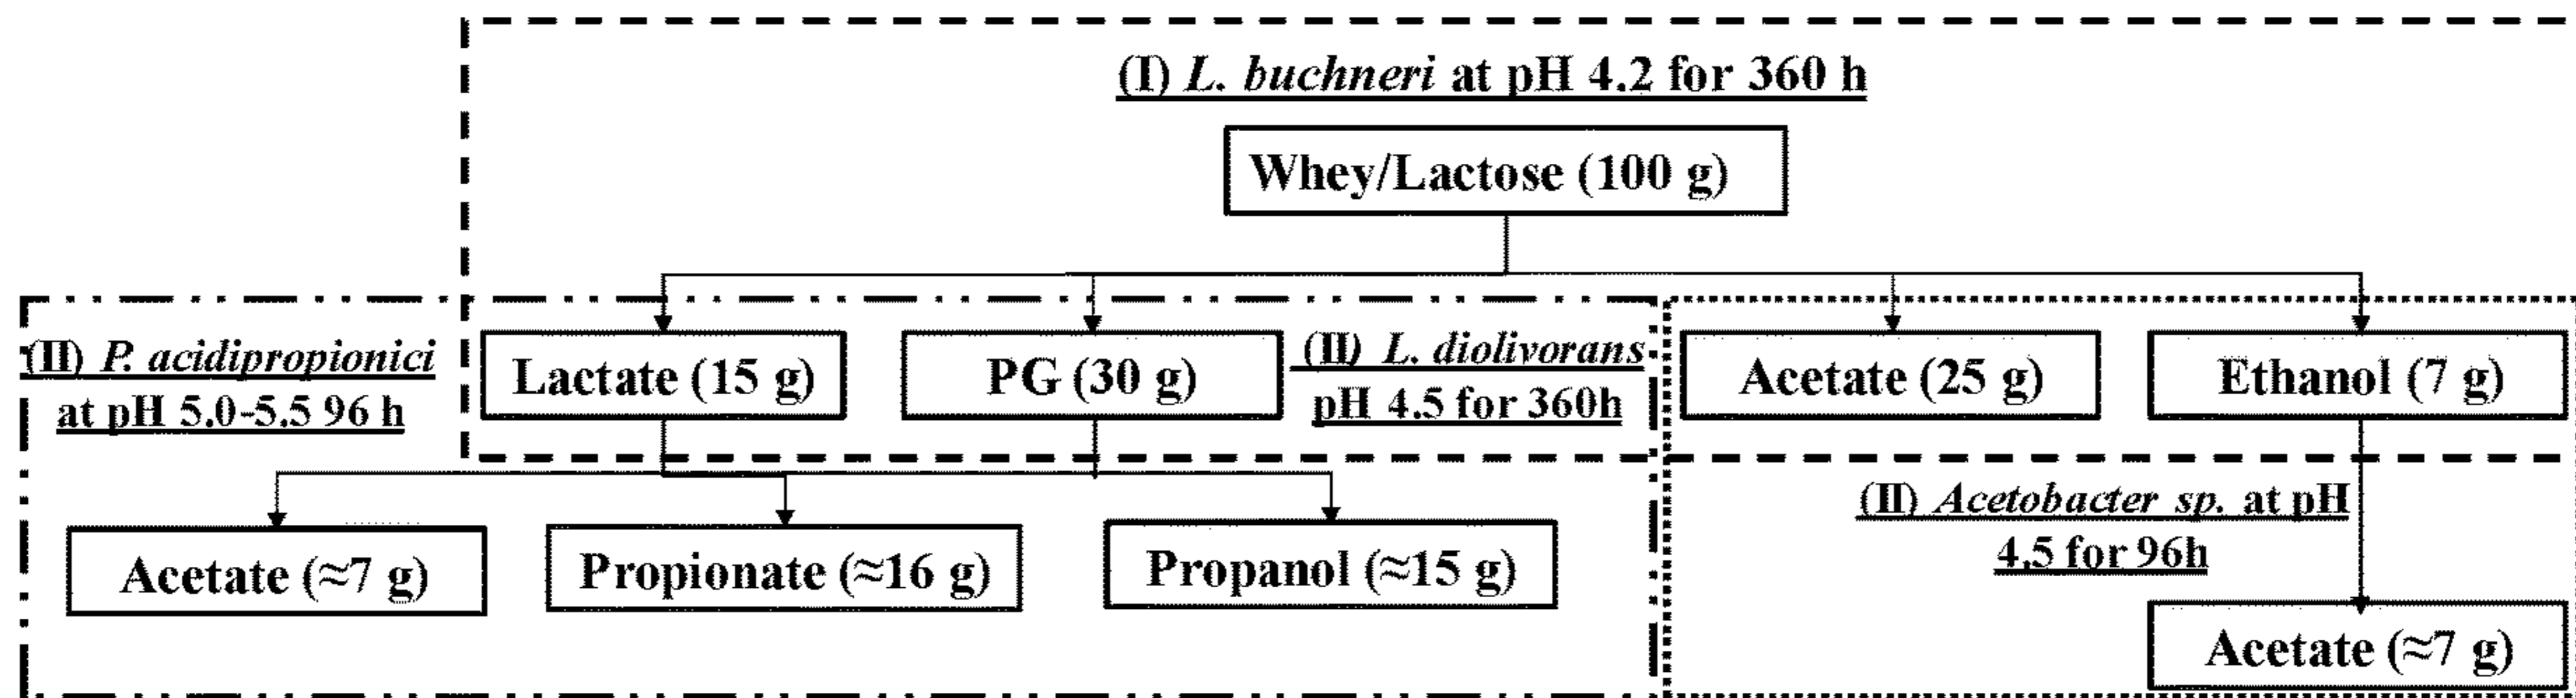 (I) L. buchneri at pH 4.2 for 360 h
Whey/Lactose (100 g)
(II) P. acidipropionici
at pH 5.0-5.5 96 h
Lactate (15 g)
PG (30 g)
(II) L. diolivorans
pH 4.5 for 360h
Acetate (25 g)
Ethanol (7 g)
(II) Acetobacter sp. at pH
4.5 for 96h
Acetate (≈7 g)
Propionate (≈16 g)
Propanol (≈15 g)
Acetate (≈7 g)